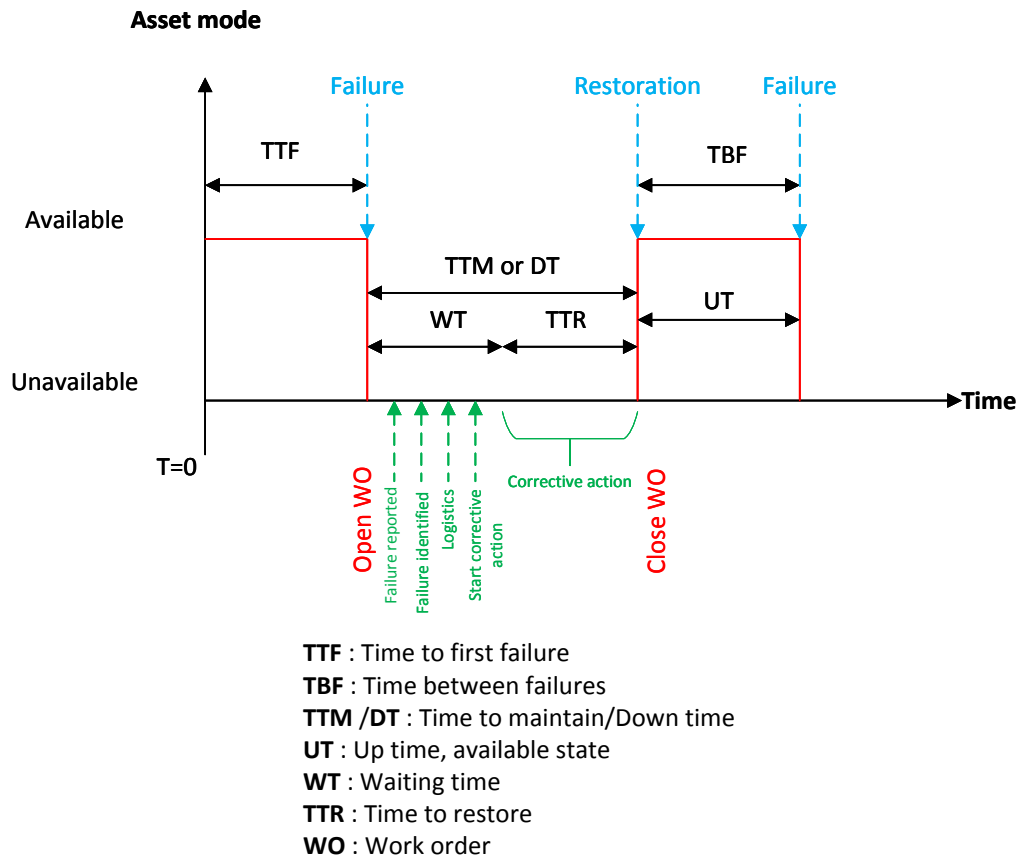 Asset mode
Failure
Restoration
Failure
TTF
TBF
Available
TTM or DT
UT
WT
TTR
Unavailable
Time
T=0
Open WO
Failure reported
Failure identified
Logistics
Start corrective
action
Corrective action
Close WO
TTF : Time to first failure
TBF : Time between failures
TTM /DT : Time to maintain/Down time
UT : Up time, available state
WT : Waiting time
TTR : Time to restore
WO : Work order